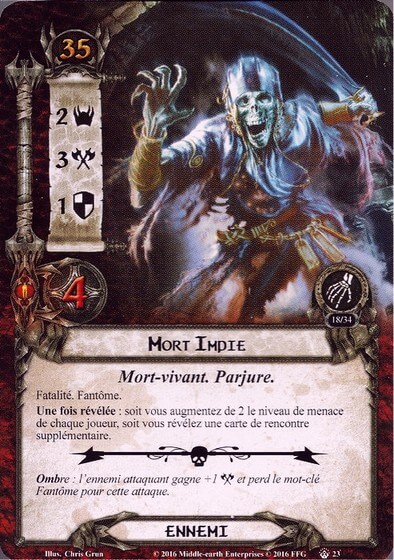 35
2
3
1
4
18/34
Mort Impie
Mort-vivant. Parjure.
Fatalité. Fantôme.
Une fois révélée : soit vous augmentez de 2 le niveau de menace
de chaque joueur, soit vous révélez une carte de rencontre
supplémentaire.
Ombre : l'ennemi attaquant gagne +1 et perd le mot-clé
Fantôme pour cette attaque.
ENNEMI
Illus. Chris Grun © 2016 Middle-earth Enterprises © 2016 FFG 23